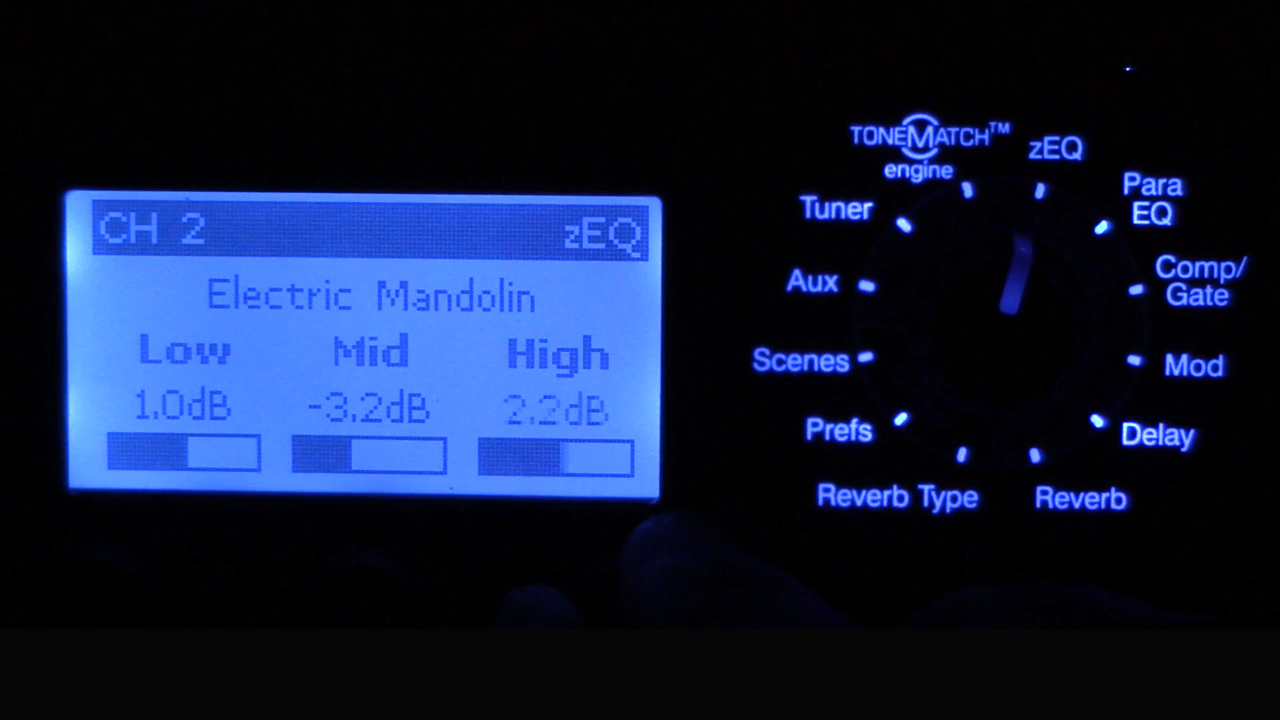 CH 2 zEQ
Electric Mandolin
Low Mid High
1.0dB -3.2dB 2.2dB
TONEMATCH™
engine
zEQ
Para
EQ
Comp/
Gate
Mod
Delay
Reverb
Reverb Type
Prefs
Scenes
Aux
Tuner